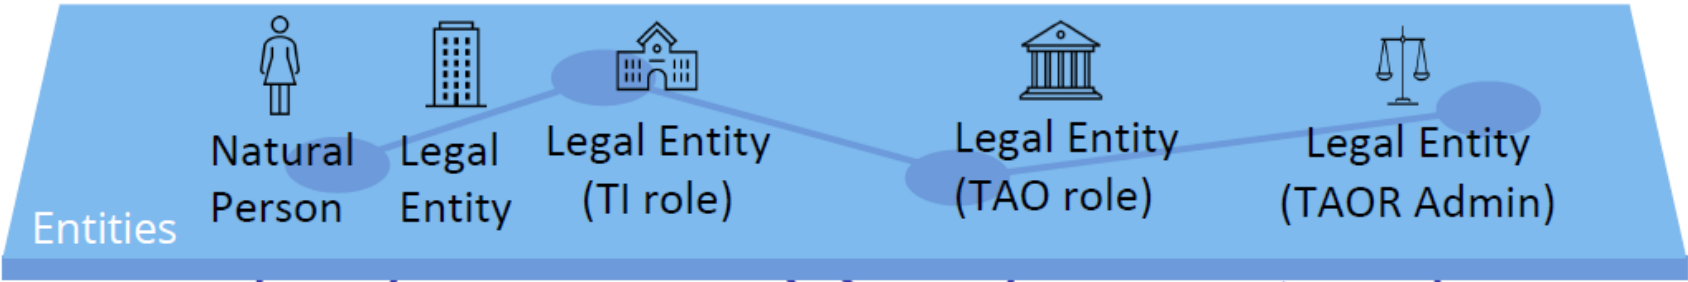 Natural
Person
Legal
Entity
Legal Entity
(TI role)
Legal Entity
(TAO role)
Legal Entity
(TAOR Admin)
Entities